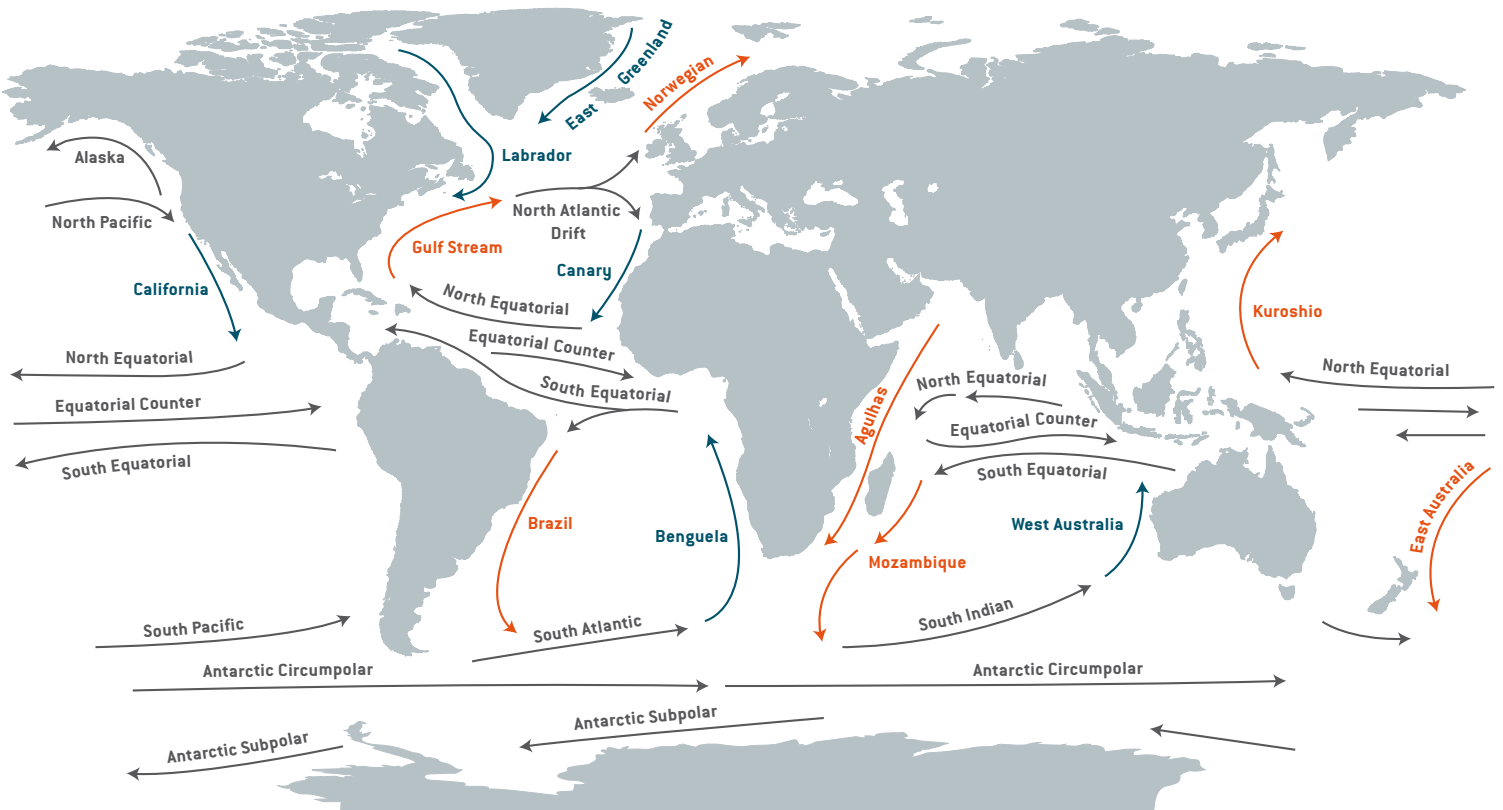 Greenland
East
Norwegian
Labrador
Alaska
North Pacific
North Atlantic
Drift
Gulf Stream
Canary
California
North Equatorial
Equatorial Counter
South Equatorial
North Equatorial
Equatorial Counter
South Equatorial
Kuroshio
North Equatorial
North Equatorial
Equatorial Counter
South Equatorial
Agulhas
Brazil
Benguela
West Australia
East Australia
Mozambique
South Pacific
South Atlantic
South Indian
Antarctic Circumpolar
Antarctic Circumpolar
Antarctic Subpolar
Antarctic Subpolar